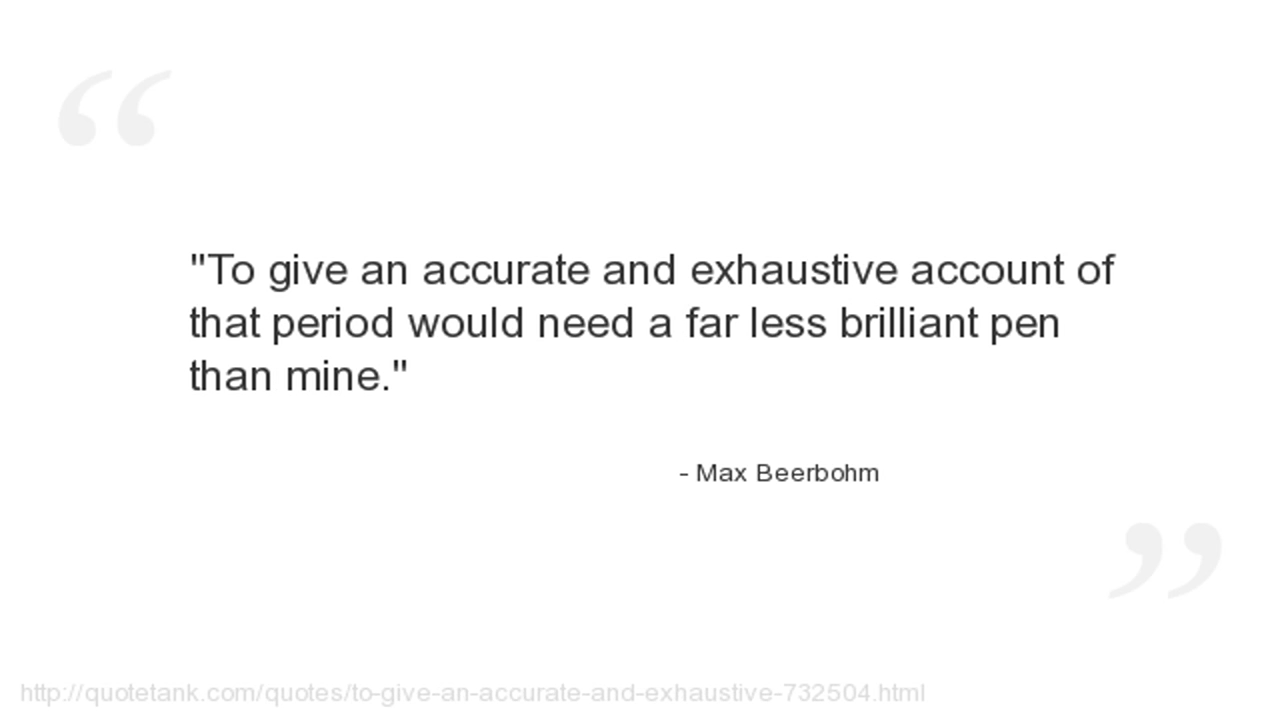 "To give an accurate and exhaustive account of
that period would need a far less brilliant pen
than mine."
- Max Beerbohm
http://quotetank.com/quotes/to-give-an-accurate-and-exhaustive-732504.html